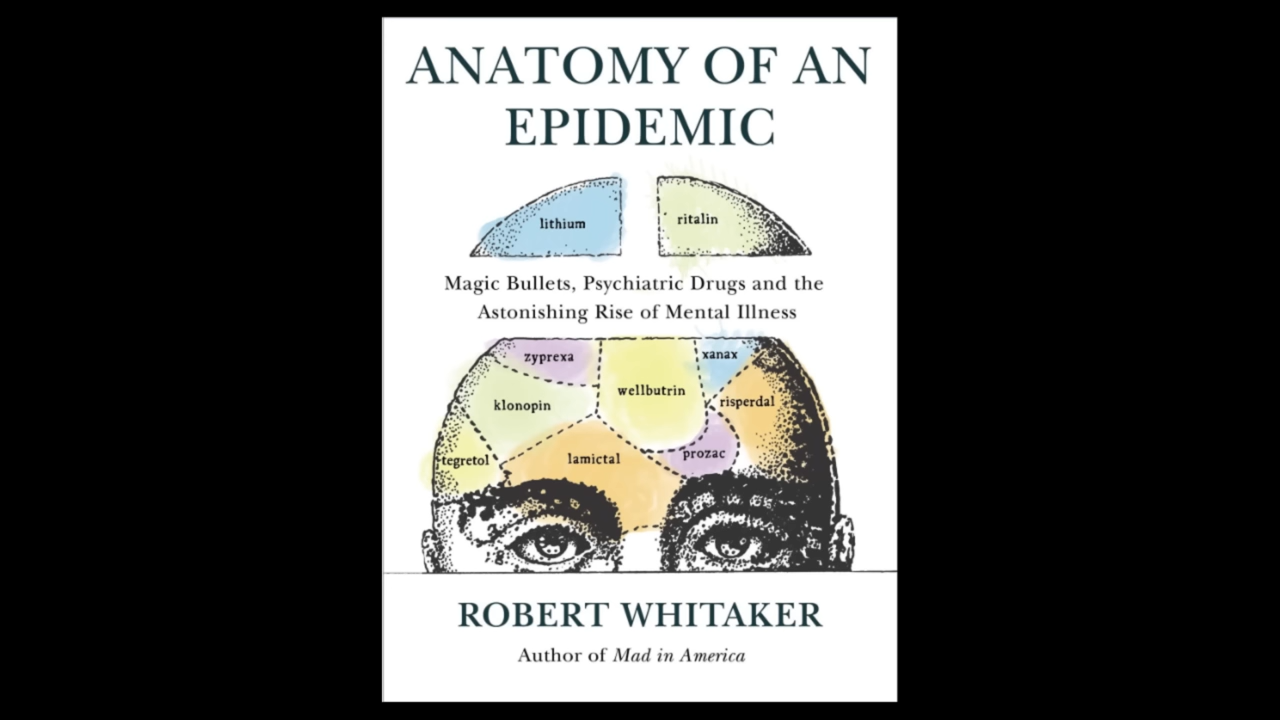 ANATOMY OF AN
EPIDEMIC
lithium
ritalin
Magic Bullets, Psychiatric Drugs and the
Astonishing Rise of Mental Illness
zyprexa
xanax
wellbutrin
klonopin
risperdal
tegretol
lamictal
prozac
ROBERT WHITAKER
Author of Mad in America